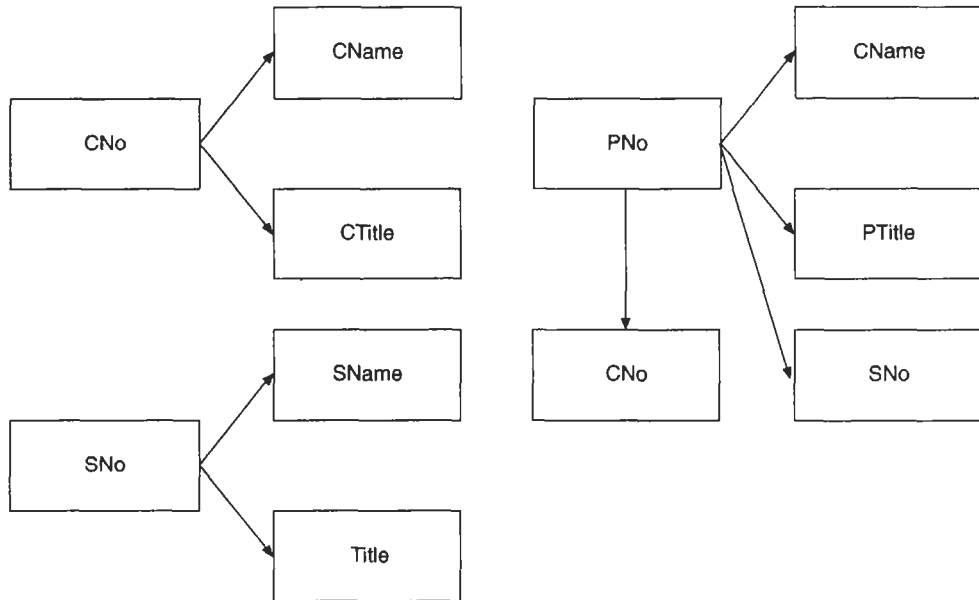 CName
CNo
CTitle
SName
SNo
Title
CName
PNo
PTitle
CNo
SNo